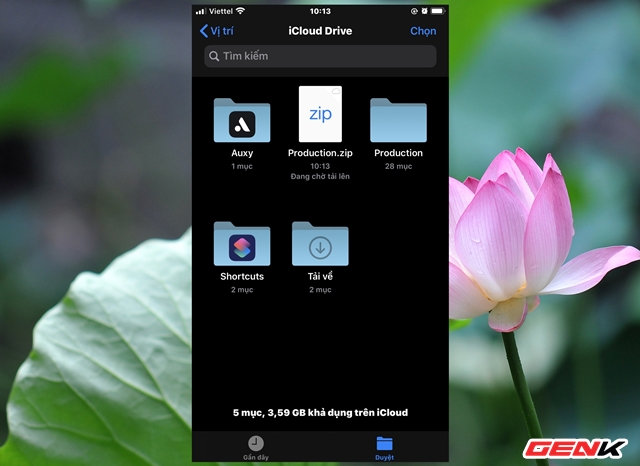 Viettel 10:13
Vị trí iCloud Drive Chọn
Tìm kiếm
zip
Auxy Production.zip Production
1 mục 10:13 28 mục
Đang chờ tải lên
Shortcuts Tải về
2 mục 2 mục
5 mục, 3,59 GB khả dụng trên iCloud
Gần đây Duyệt
GENK